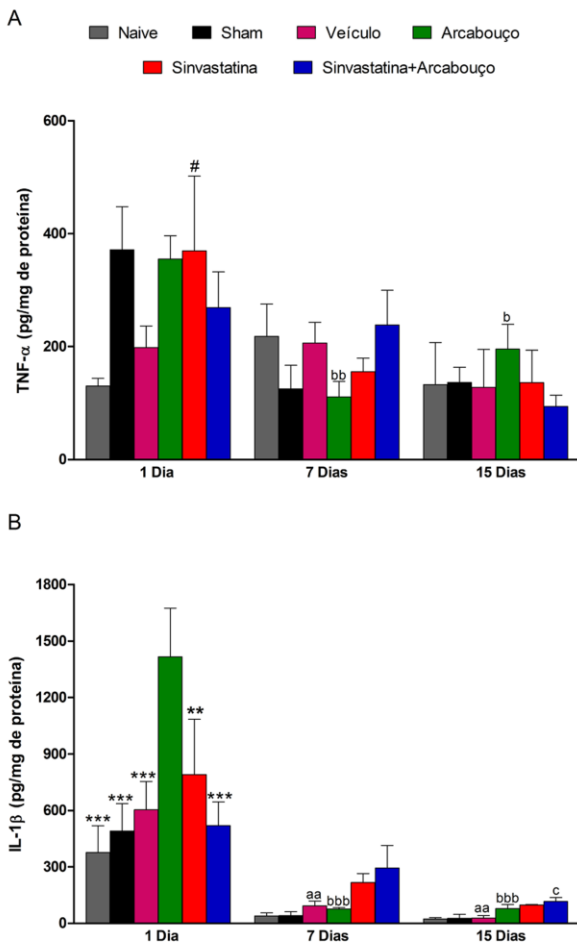 A
Naive Sham Veículo Arcabouço
Sinvastatina Sinvastatina+Arcabouço
TNF-α (pg/mg de proteína)
600
400
200
0
#
bb
b
1 Dia 7 Dias 15 Dias
B
IL-1β (pg/mg de proteína)
1800
1500
1200
900
600
300
0
*** *** *** ** ***
aa bbb
aa bbb c
1 Dia 7 Dias 15 Dias